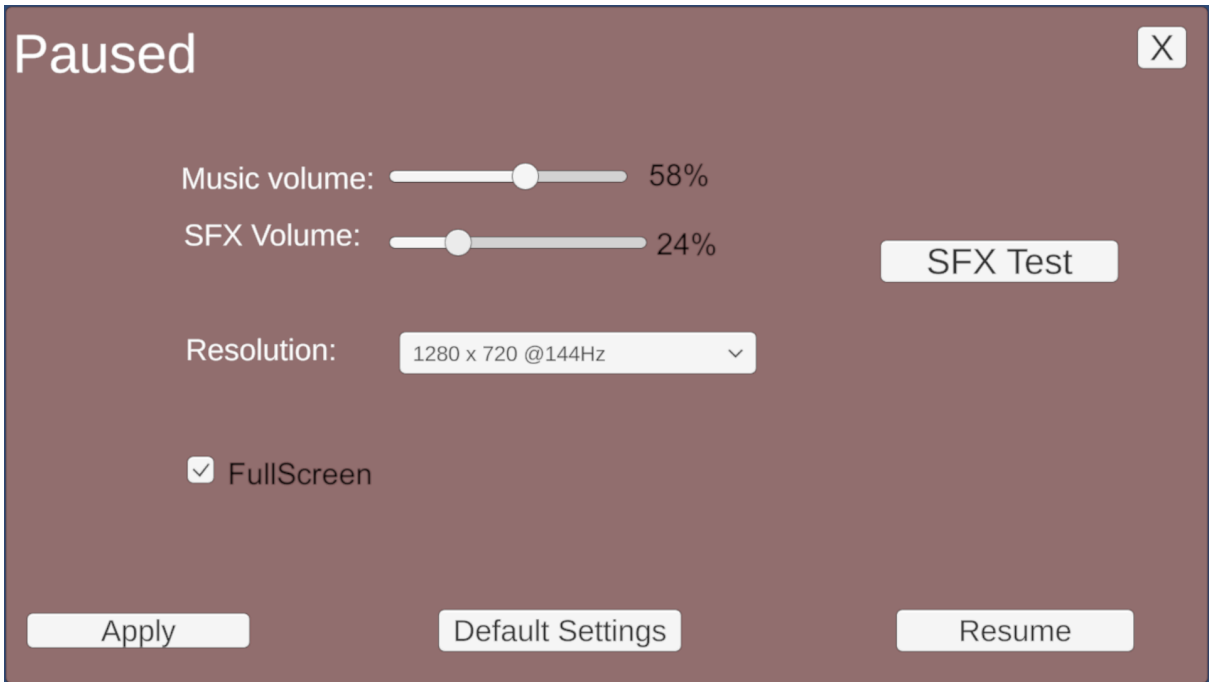 Paused
X
Music volume: 58%
SFX Volume: 24%
SFX Test
Resolution: 1280 x 720 @144Hz
FullScreen
Apply
Default Settings
Resume